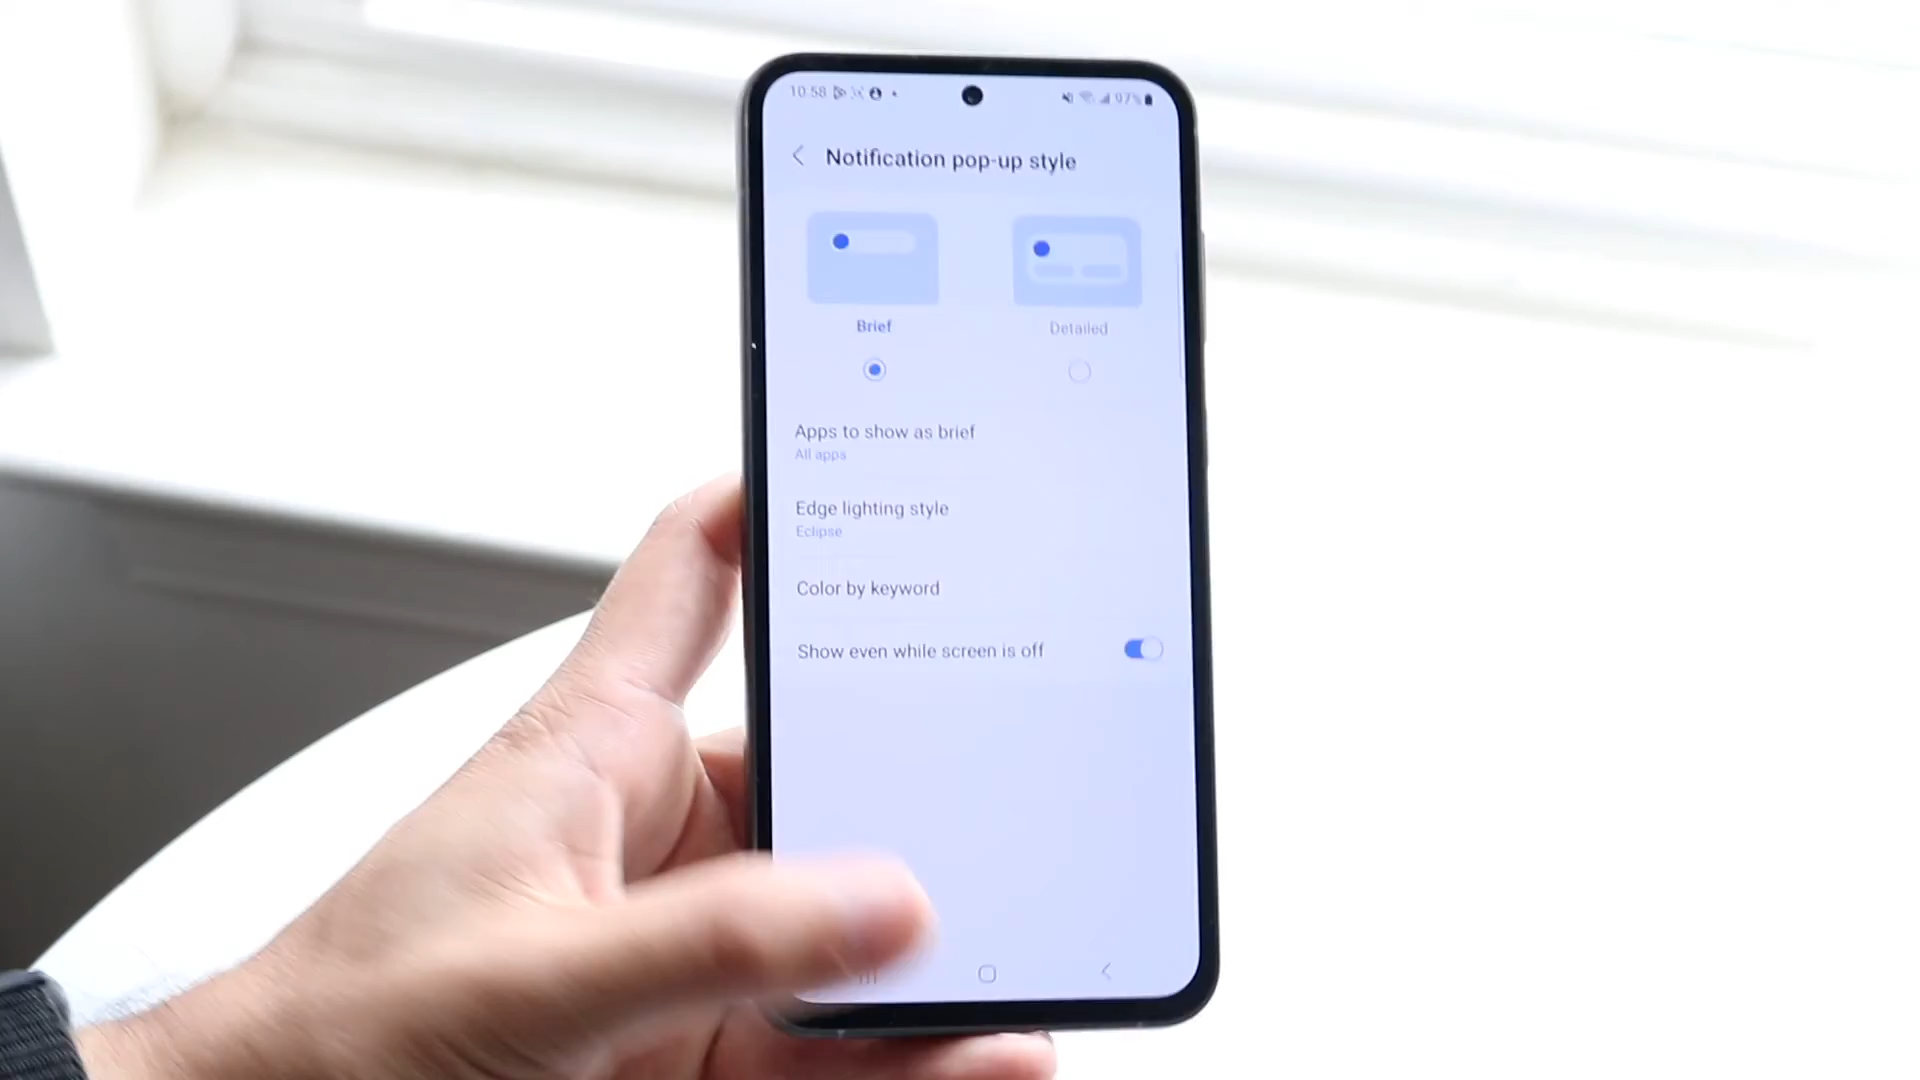 10:58
97%
Notification pop-up style
Brief
Detailed
Apps to show as brief
All apps
Edge lighting style
Eclipse
Color by keyword
Show even while screen is off